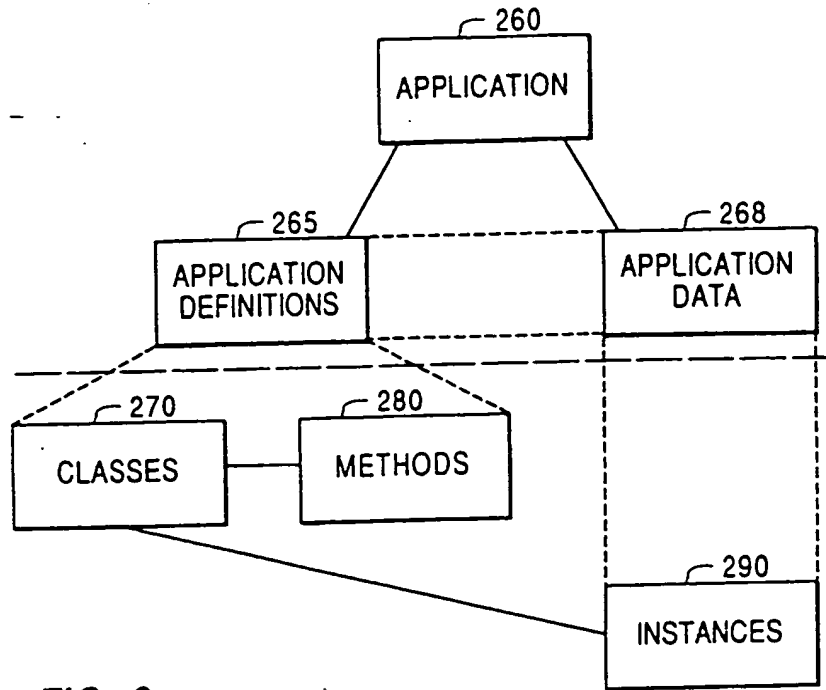 260
APPLICATION
265
APPLICATION
DEFINITIONS
268
APPLICATION
DATA
270
CLASSES
280
METHODS
290
INSTANCES